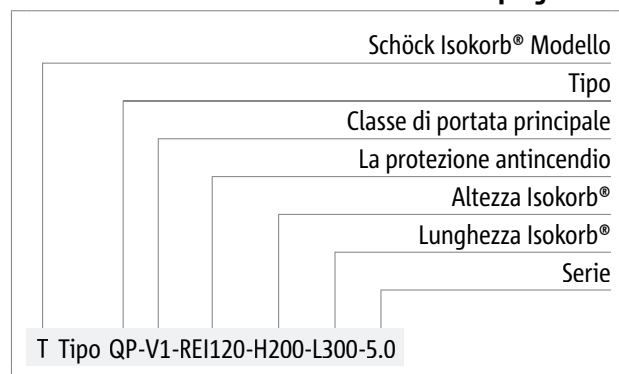 Schöck Isokorb® Modello
Tipo
Classe di portata principale
La protezione antincendio
Altezza Isokorb®
Lunghezza Isokorb®
Serie
T Tipo QP-V1-REI120-H200-L300-5.0